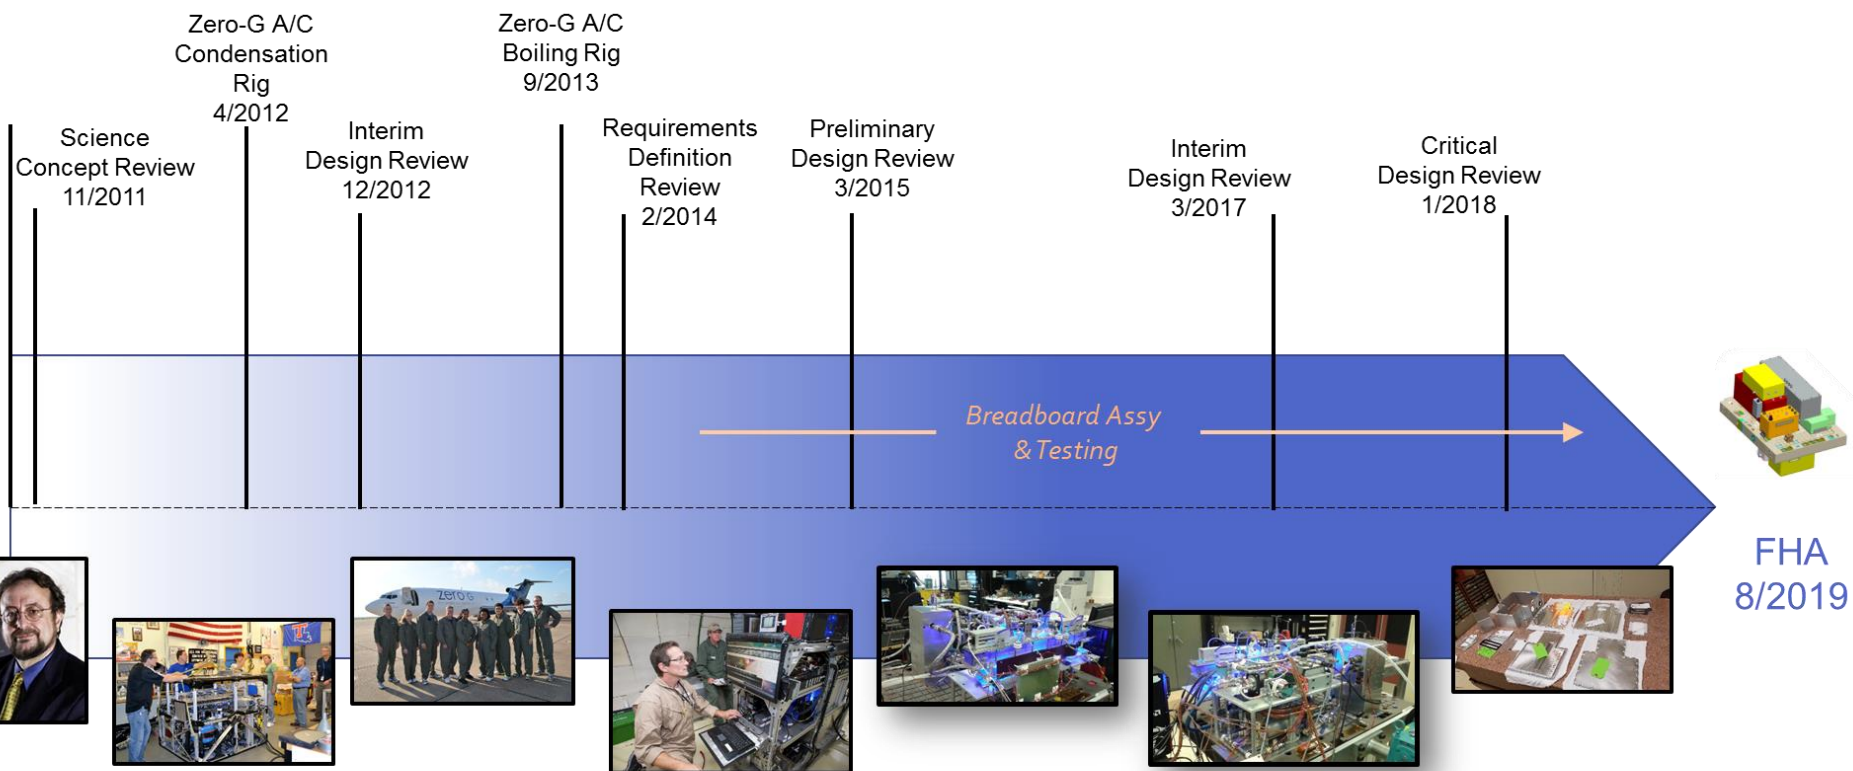 Zero-G A/C
Condensation
Rig
4/2012
Zero-G A/C
Boiling Rig
9/2013
Science
Concept Review
11/2011
Interim
Design Review
12/2012
Requirements
Definition
Review
2/2014
Preliminary
Design Review
3/2015
Interim
Design Review
3/2017
Critical
Design Review
1/2018
Breadboard Assy
& Testing
FHA
8/2019
zero G